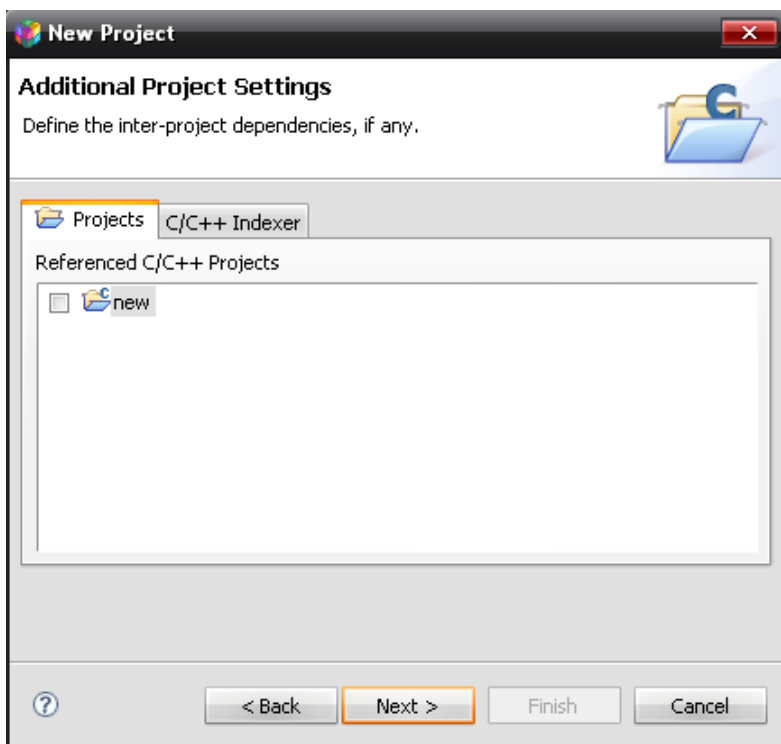 New Project
Additional Project Settings
Define the inter-project dependencies, if any.
Projects
C/C++ Indexer
Referenced C/C++ Projects
new
< Back
Next >
Finish
Cancel